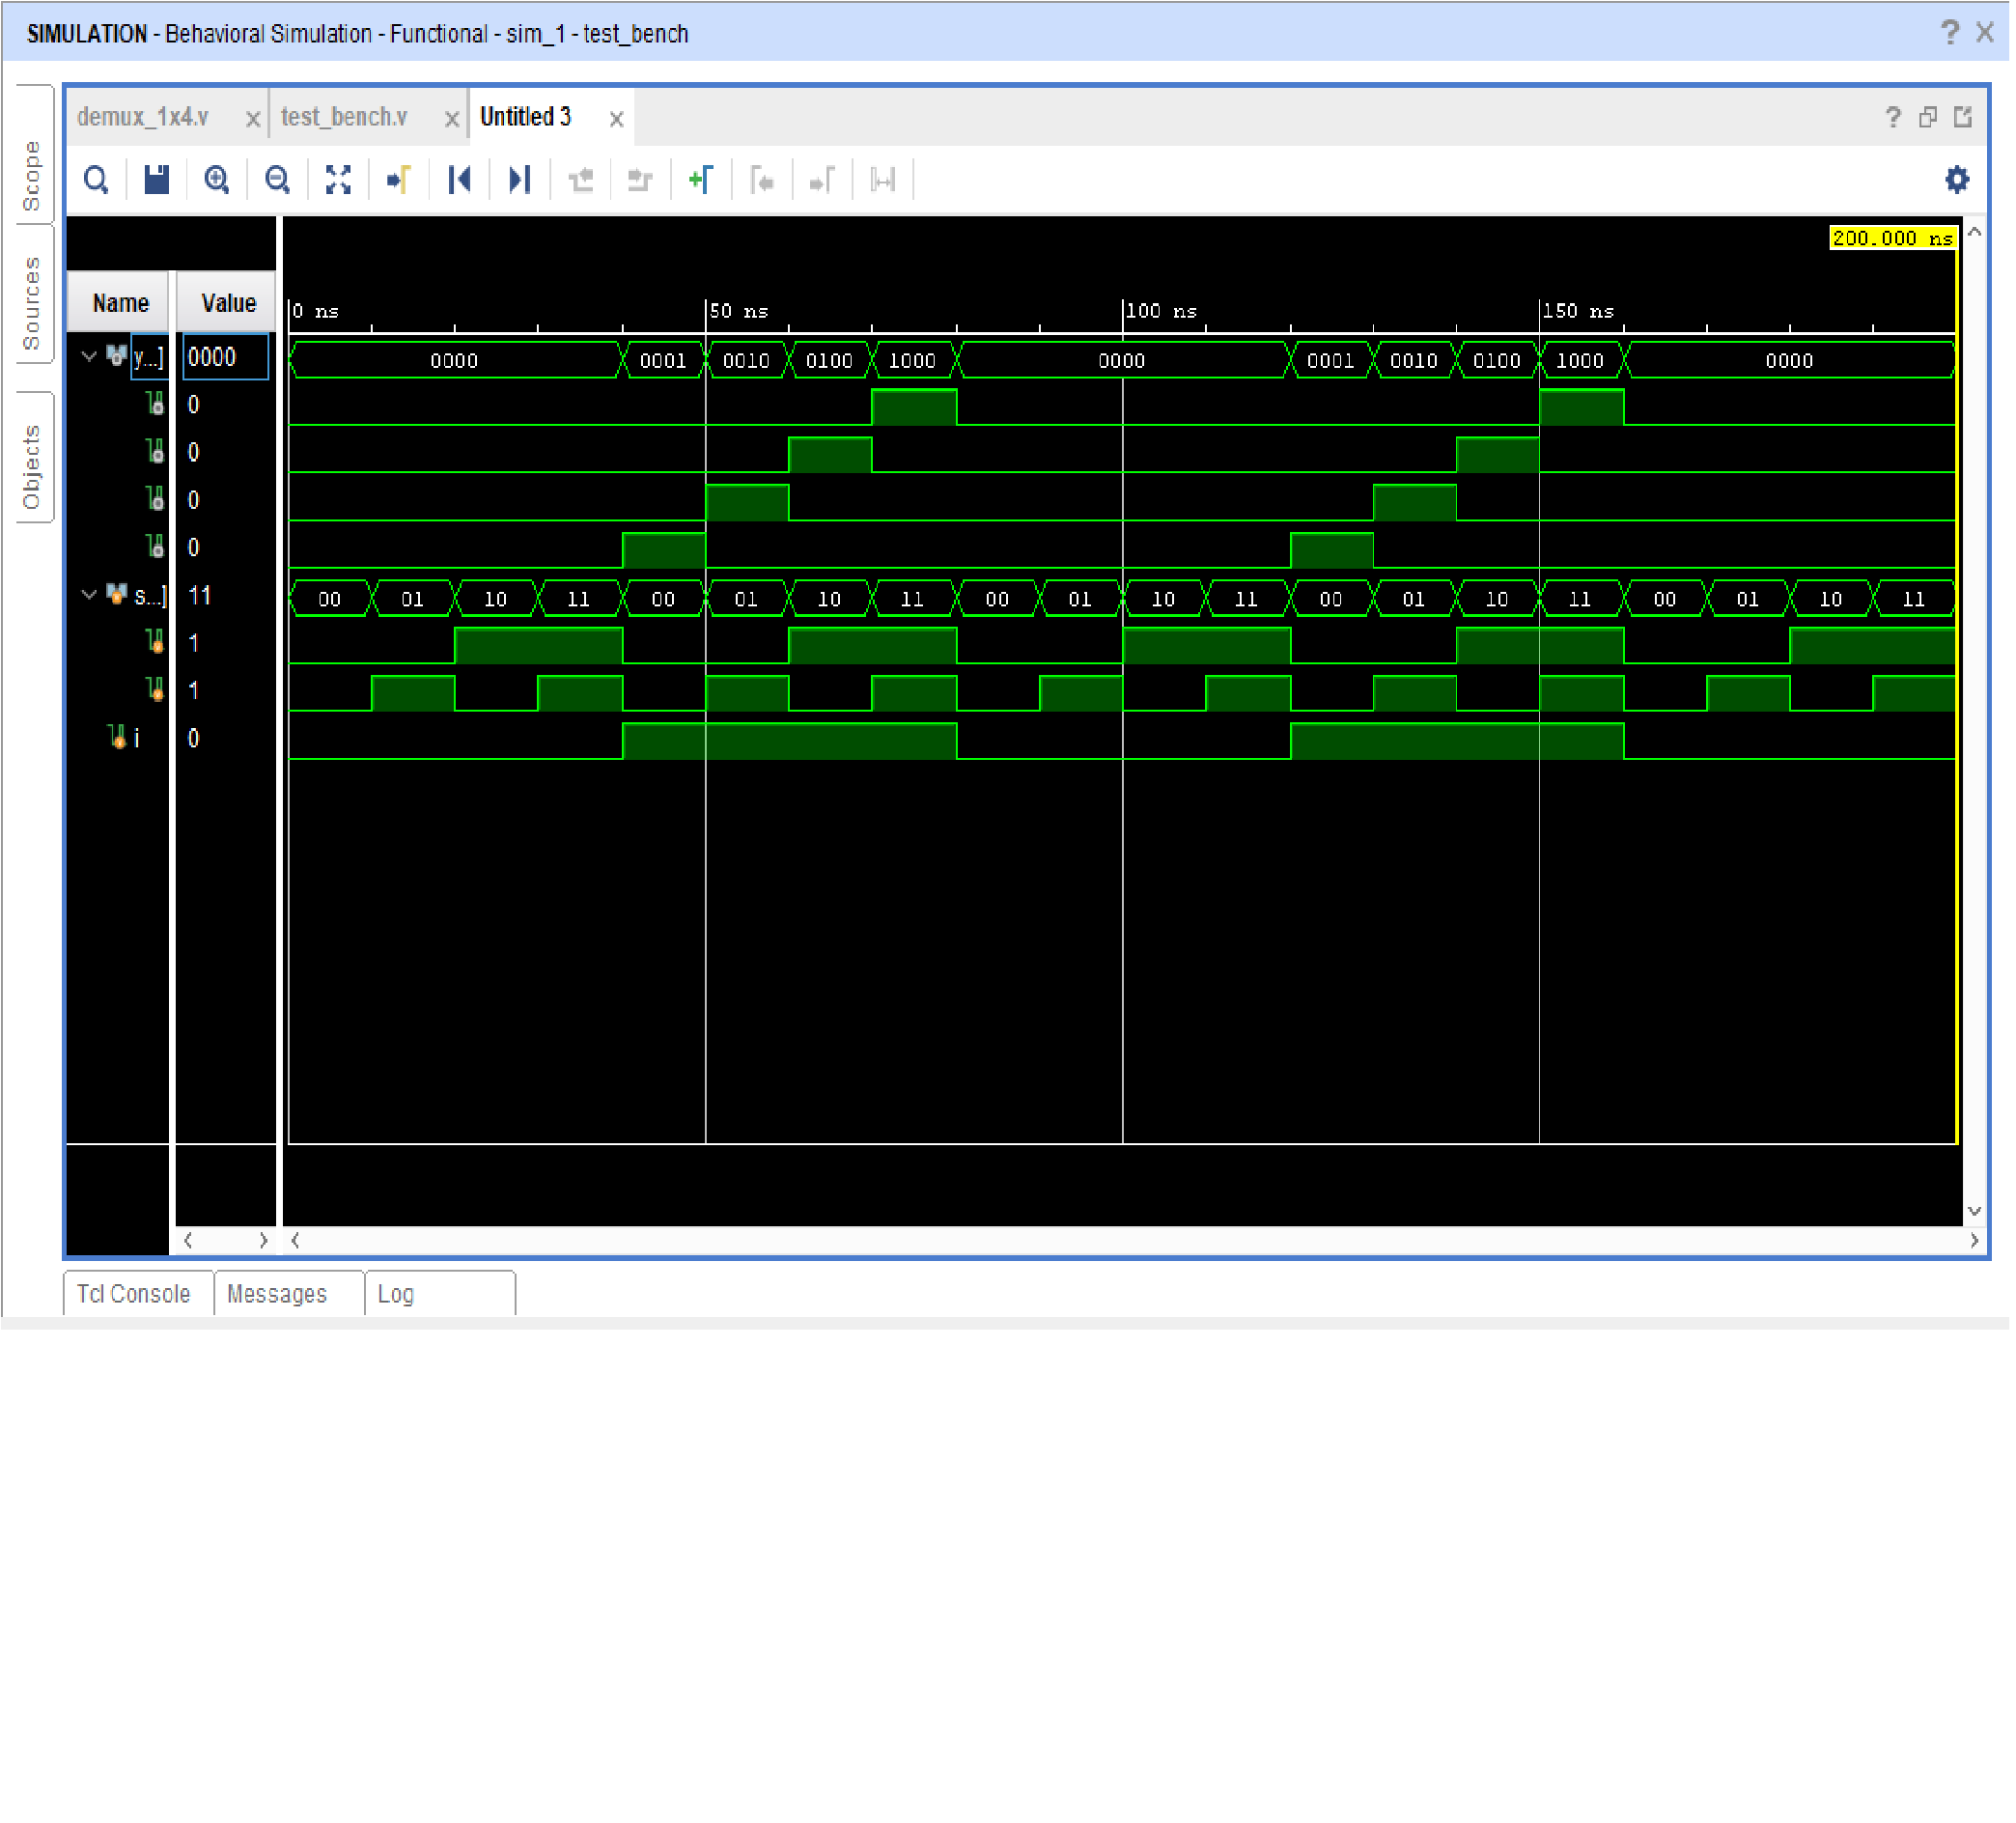 SIMULATION - Behavioral Simulation - Functional - sim_1 - test_bench
? X
Scope
Sources
Objects
demux_1x4.v x test_bench.v x Untitled 3 x ?
200.000 ns
Name Value 0 ns 50 ns 100 ns 150 ns
y...] 0000 0000 0001 0010 0100 1000 0000 0001 0010 0100 1000 0000
0
0
0
0
s...] 11 00 01 10 11 00 01 10 11 00 01 10 11 00 01 10 11 00 01 10 11
1
1
i 0
Tcl Console Messages Log